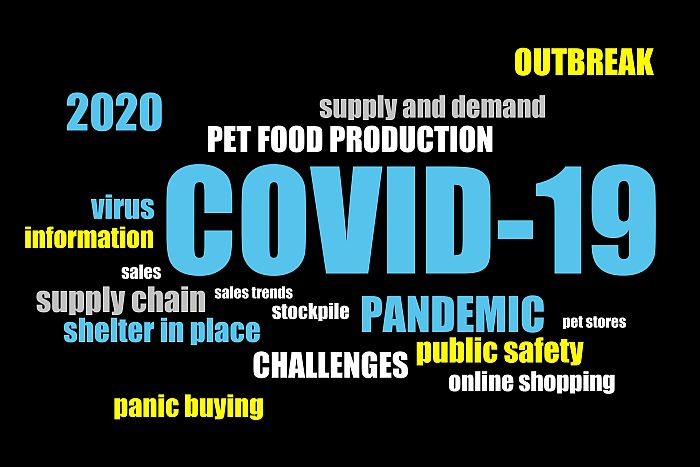 OUTBREAK
2020
supply and demand
PET FOOD PRODUCTION
COVID-19
virus
information
sales
supply chain
sales trends
stockpile
PANDEMIC
pet stores
shelter in place
CHALLENGES
public safety
online shopping
panic buying